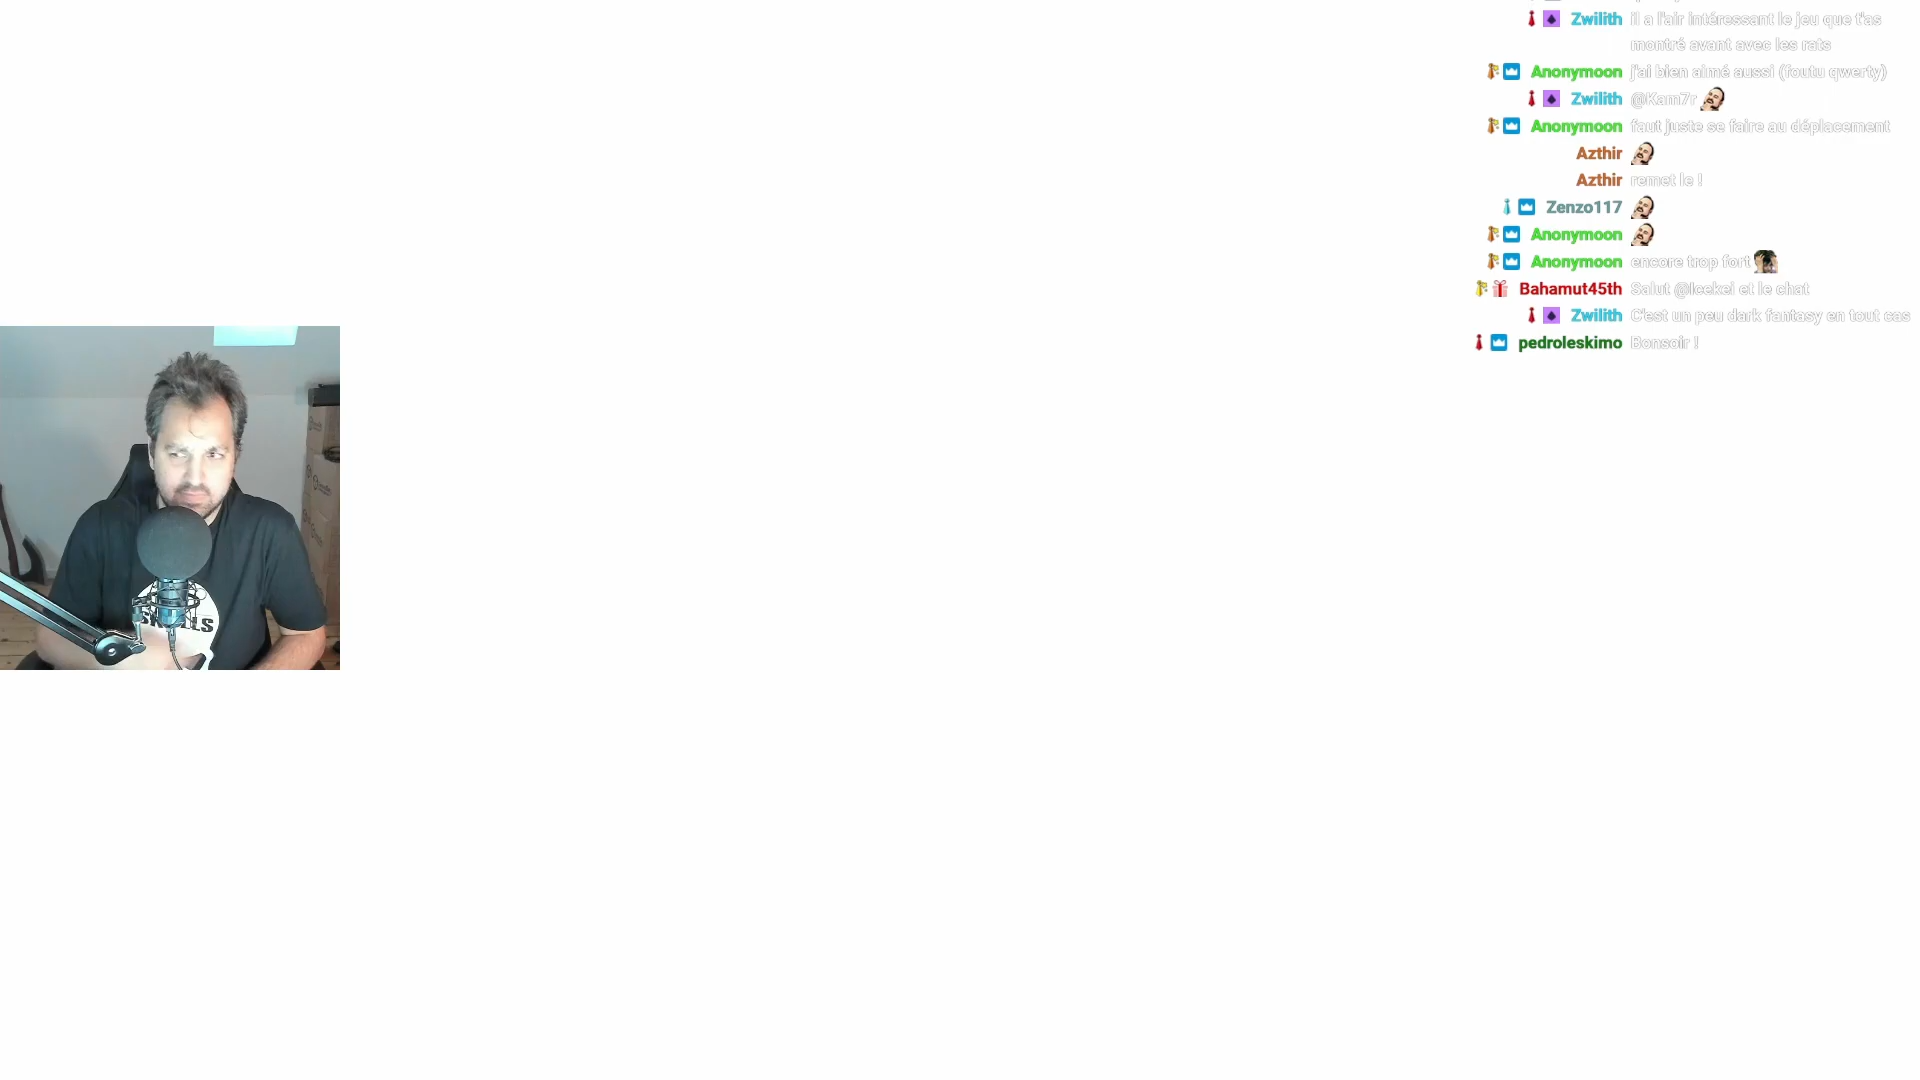 Zwilith il a l'air intéressant le jeu que t'as
montré avant avec les rats
Anonymoon j'ai bien aimé aussi (foutu qwerty)
Zwilith @Kam7r
Anonymoon faut juste se faire au déplacement
Azthir
Azthir remet le !
Zenzo117
Anonymoon
Anonymoon encore trop fort
Bahamut45th Salut @Icekei et le chat
Zwilith C'est un peu dark fantasy en tout cas
pedroleskimo Bonsoir !